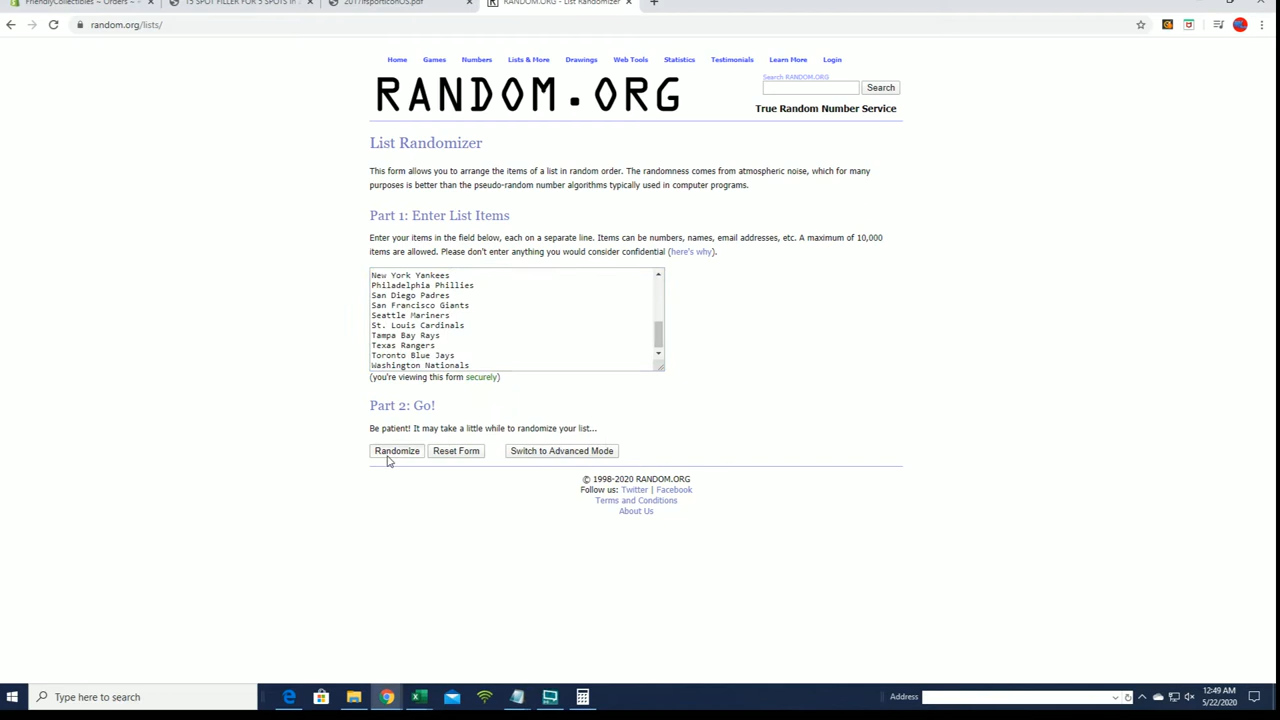 FriendlyCollectibles ~ Orders ~
15 SPOT FILLER FOR 5 SPOTS in
RANDOM.ORG - List Randomizer
random.org/lists/
Home Games Numbers Lists & More Drawings Web Tools Statistics Testimonials Learn More Login
RANDOM.ORG
Search RANDOM.ORG
Search
True Random Number Service
List Randomizer
This form allows you to arrange the items of a list in random order. The randomness comes from atmospheric noise, which for many
purposes is better than the pseudo-random number algorithms typically used in computer programs.
Part 1: Enter List Items
Enter your items in the field below, each on a separate line. Items can be numbers, names, email addresses, etc. A maximum of 10,000
items are allowed. Please don't enter anything you would consider confidential (here's why).
New York Yankees
Philadelphia Phillies
San Diego Padres
San Francisco Giants
Seattle Mariners
St. Louis Cardinals
Tampa Bay Rays
Texas Rangers
Toronto Blue Jays
Washington Nationals
(you're viewing this form securely)
Part 2: Go!
Be patient! It may take a little while to randomize your list...
Randomize Reset Form Switch to Advanced Mode
© 1998-2020 RANDOM.ORG
Follow us: Twitter | Facebook
Terms and Conditions
About Us
Type here to search
Address
12:49 AM
5/22/2020